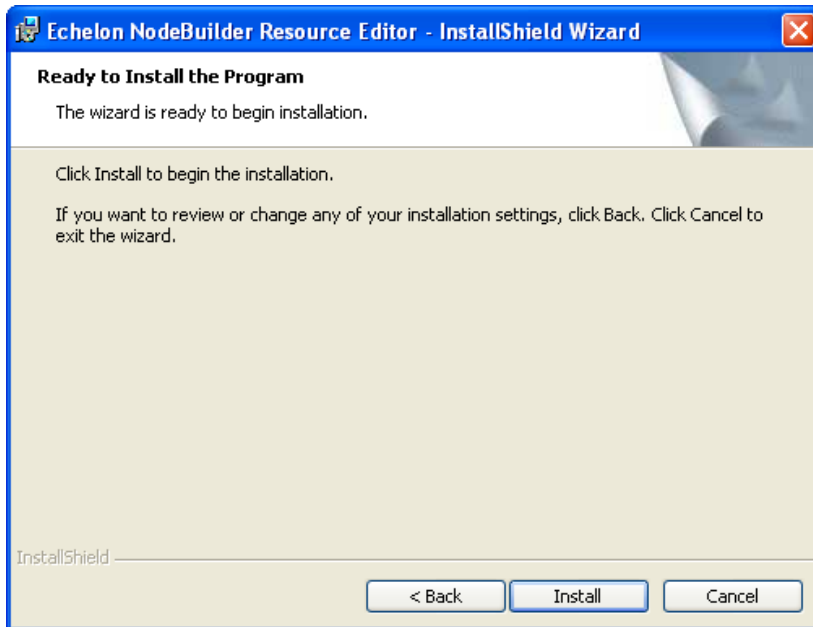 Echelon NodeBuilder Resource Editor - InstallShield Wizard
Ready to Install the Program
The wizard is ready to begin installation.
Click Install to begin the installation.
If you want to review or change any of your installation settings, click Back. Click Cancel to
exit the wizard.
InstallShield
< Back Install Cancel